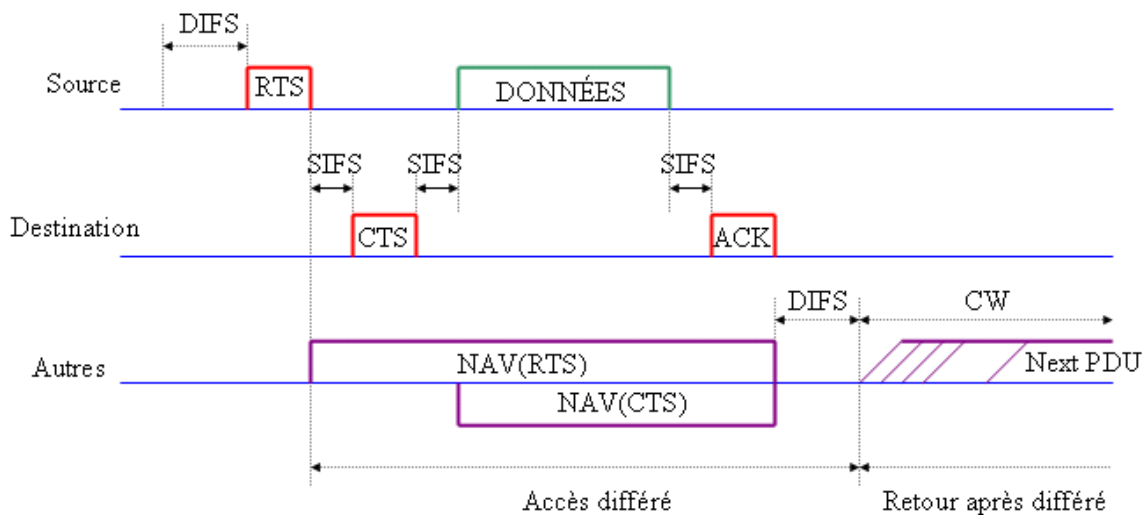 DIFS
Source
RTS
DONNÉES
SIFS
SIFS
SIFS
Destination
CTS
ACK
DIFS
CW
Autres
NAV(RTS)
Next PDU
NAV(CTS)
Accès différé
Retour après différé